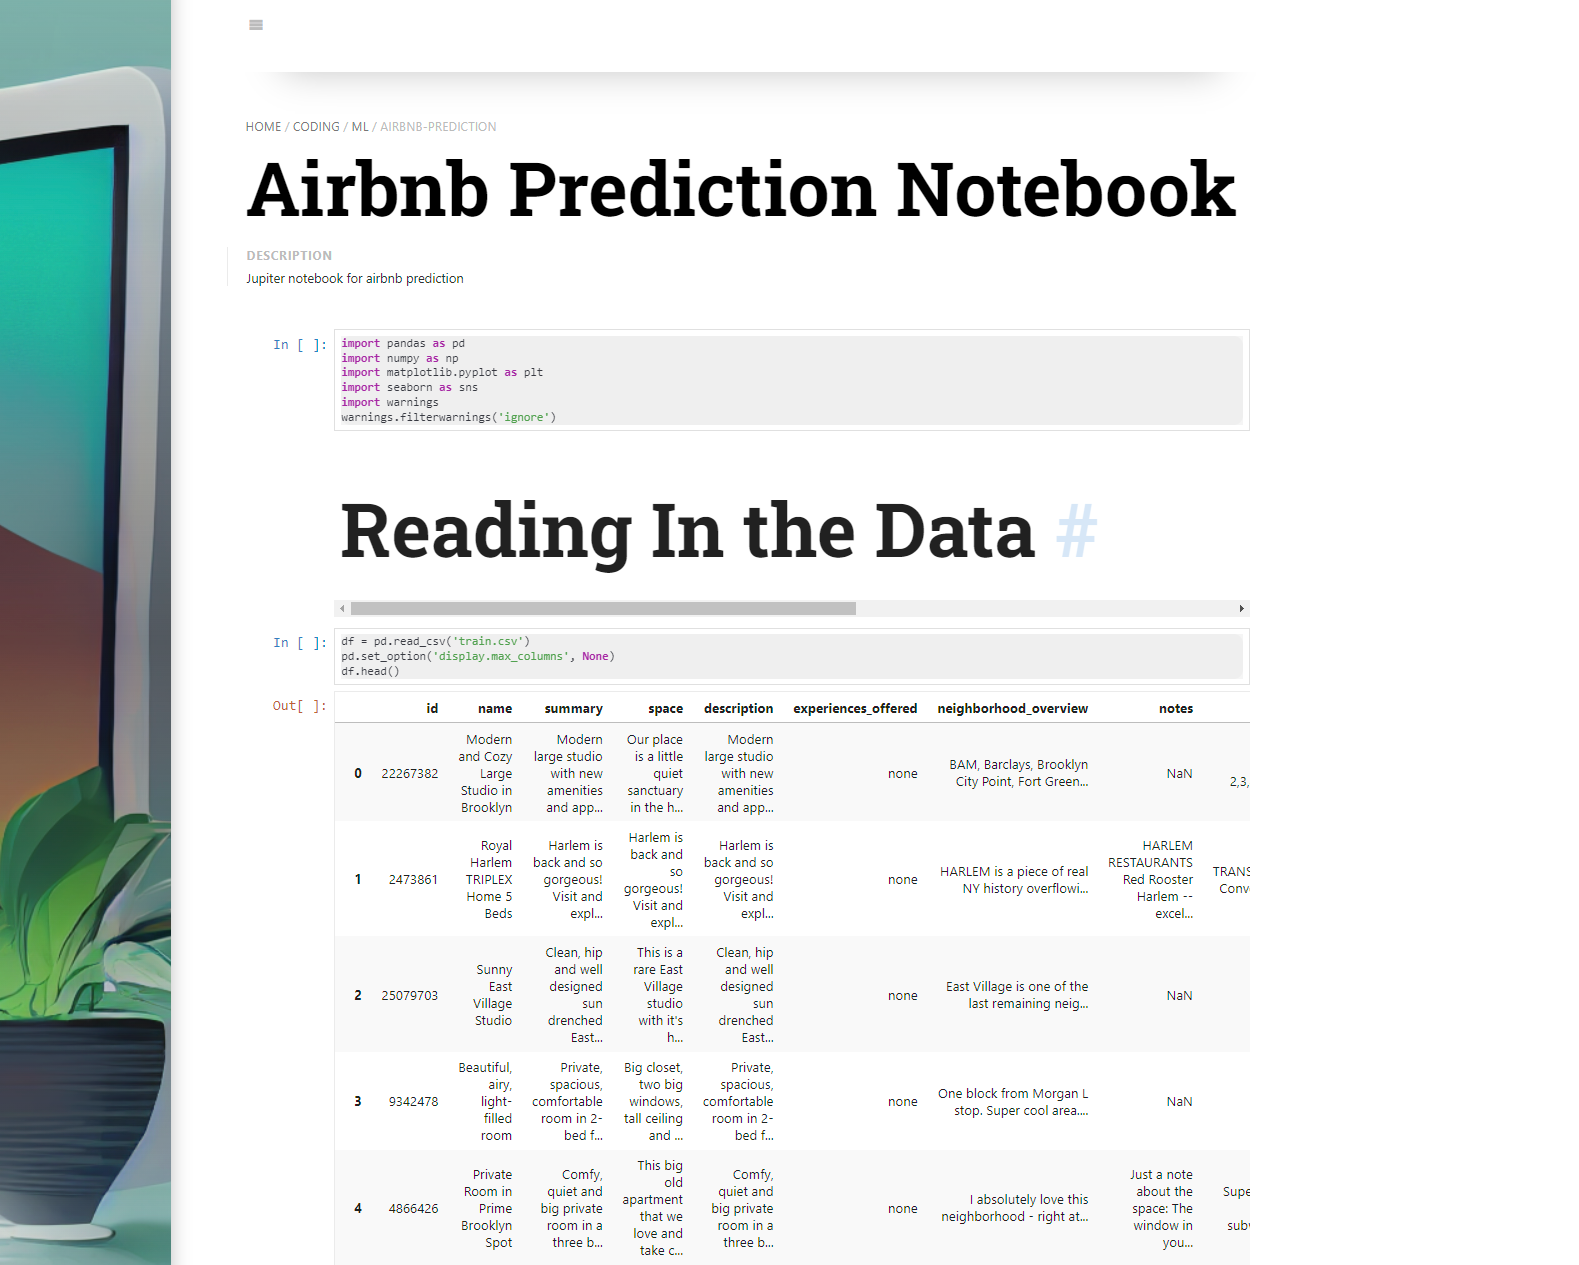 HOME / CODING / ML / AIRBNB-PREDICTION
Airbnb Prediction Notebook
DESCRIPTION
Jupiter notebook for airbnb prediction
In [ ]:
import pandas as pd
import numpy as np
import matplotlib.pyplot as plt
import seaborn as sns
import warnings
warnings.filterwarnings('ignore')
Reading In the Data #
In [ ]:
df = pd.read_csv('train.csv')
pd.set_option('display.max_columns', None)
df.head()
Out[ ]:
id name summary space description experiences_offered neighborhood_overview notes
0
22267382
Modern
and Cozy
Large
Studio in
Brooklyn
Modern
large studio
with new
amenities
and app...
Our place
is a little
quiet
sanctuary
in the h...
Modern
large studio
with new
amenities
and app...
none
BAM, Barclays, Brooklyn
City Point, Fort Green...
NaN
2,3,
1
2473861
Royal
Harlem
TRIPLEX
Home 5
Beds
Harlem is
back and so
gorgeous!
Visit and
expl...
Harlem is
back and
so
gorgeous!
Visit and
expl...
Harlem is
back and so
gorgeous!
Visit and
expl...
none
HARLEM is a piece of real
NY history overflowi...
HARLEM
RESTAURANTS
Red Rooster
Harlem --
excel...
TRANS
Conv
2
25079703
Sunny
East
Village
Studio
Clean, hip
and well
designed
sun
drenched
East...
This is a
rare East
Village
studio
with it's
h...
Clean, hip
and well
designed
sun
drenched
East...
none
East Village is one of the
last remaining neig...
NaN
3
9342478
Beautiful,
airy,
light-
filled
room
Private,
spacious,
comfortable
room in 2-
bed f...
Big closet,
two big
windows,
tall ceiling
and ...
Private,
spacious,
comfortable
room in 2-
bed f...
none
One block from Morgan L
stop. Super cool area....
NaN
4
4866426
Private
Room in
Prime
Brooklyn
Spot
Comfy,
quiet and
big private
room in a
three b...
This big
old
apartment
that we
love and
take c...
Comfy,
quiet and
big private
room in a
three b...
none
I absolutely love this
neighborhood - right at...
Just a note
about the
space: The
window in
you...
Supe